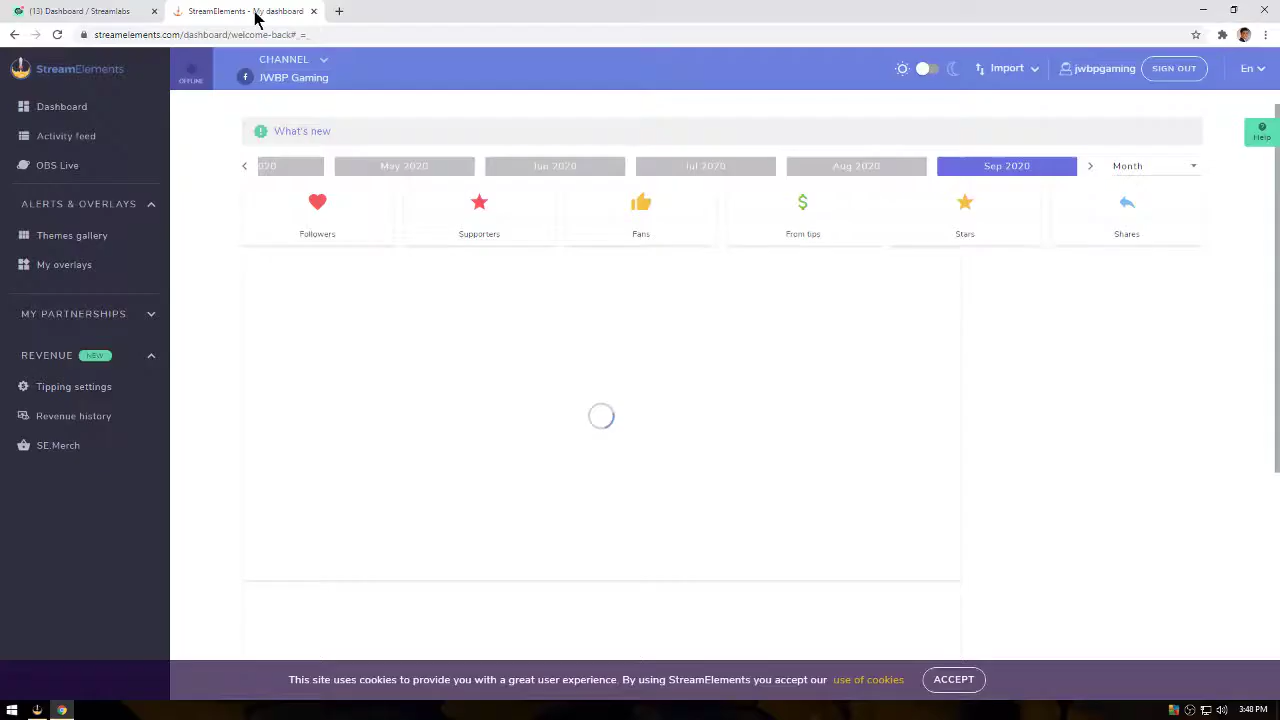 (13) Dashboard / Streamlabs
StreamElements - My dashboard
streamelements.com/dashboard/welcome-back#_=_
StreamElements
OFFLINE
CHANNEL
JWBP Gaming
Import
jwbpgaming
SIGN OUT
En
Dashboard
Activity feed
OBS Live
ALERTS & OVERLAYS
Themes gallery
My overlays
MY PARTNERSHIPS
REVENUE NEW
Tipping settings
Revenue history
SE.Merch
What's new
Help
2020 May 2020 Jun 2020 Jul 2020 Aug 2020 Sep 2020 Month
Followers Supporters Fans From tips Stars Shares
This site uses cookies to provide you with a great user experience. By using StreamElements you accept our use of cookies ACCEPT
3:48 PM